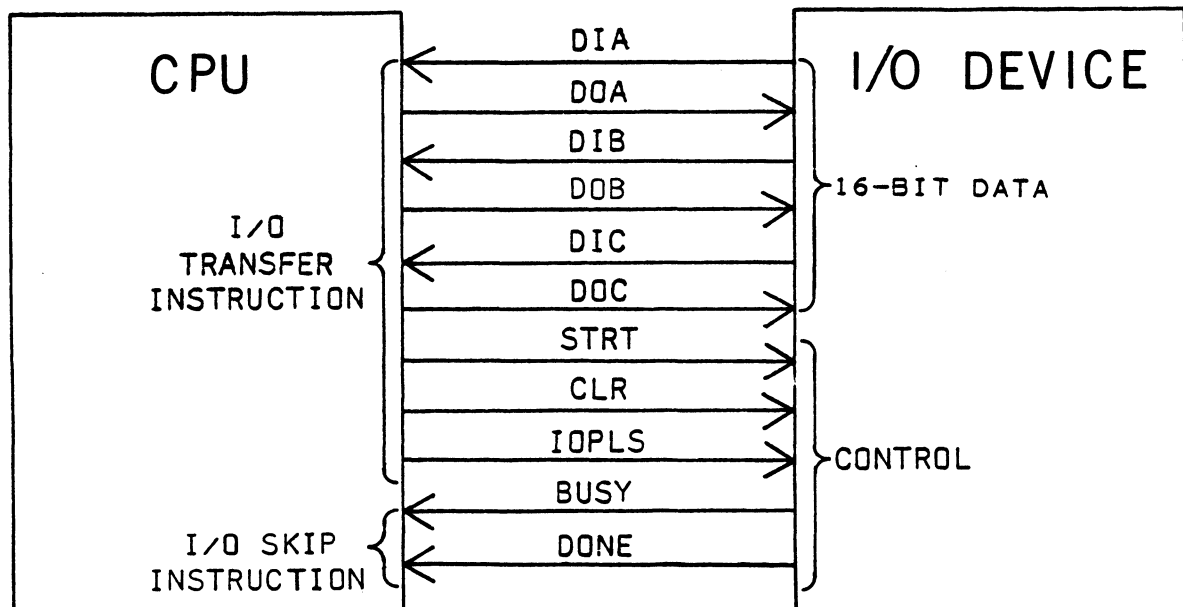 CPU
I/O DEVICE
DIA
DOA
DIB
DOB
DIC
DOC
STRT
CLR
IOPLS
BUSY
DONE
I/O
TRANSFER
INSTRUCTION
I/O SKIP
INSTRUCTION
16-BIT DATA
CONTROL